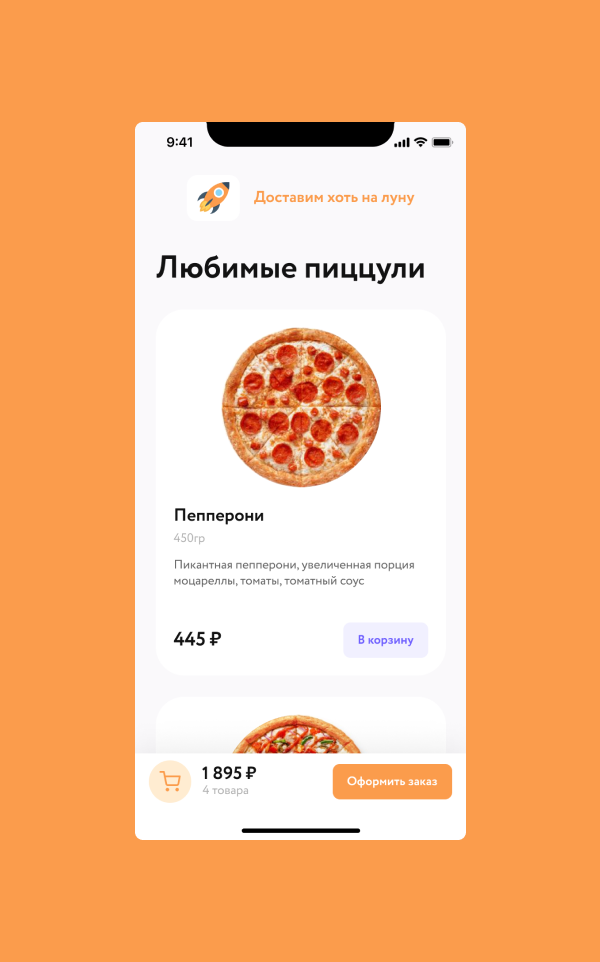 9:41
Доставим хоть на луну
Любимые пиццули
Пепперони
450гр
Пикантная пепперони, увеличенная порция
моцареллы, томаты, томатный соус
445 ₽
В корзину
1 895 ₽
4 товара
Оформить заказ